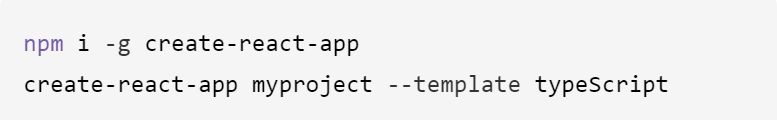 npm i -g create-react-app
create-react-app myproject --template typeScript